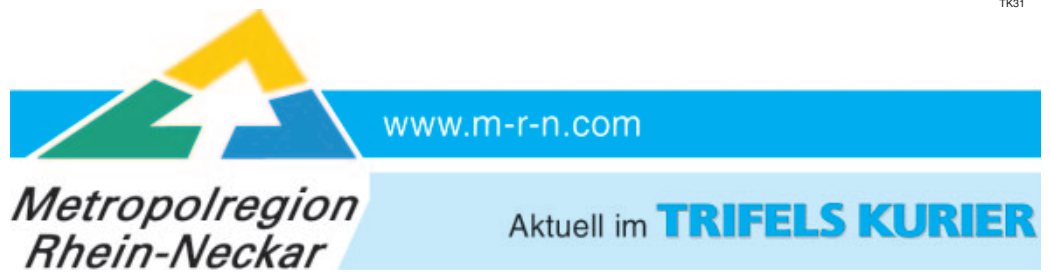 TK31
www.m-r-n.com
Metropolregion
Rhein-Neckar
Aktuell im TRIFELS KURIER